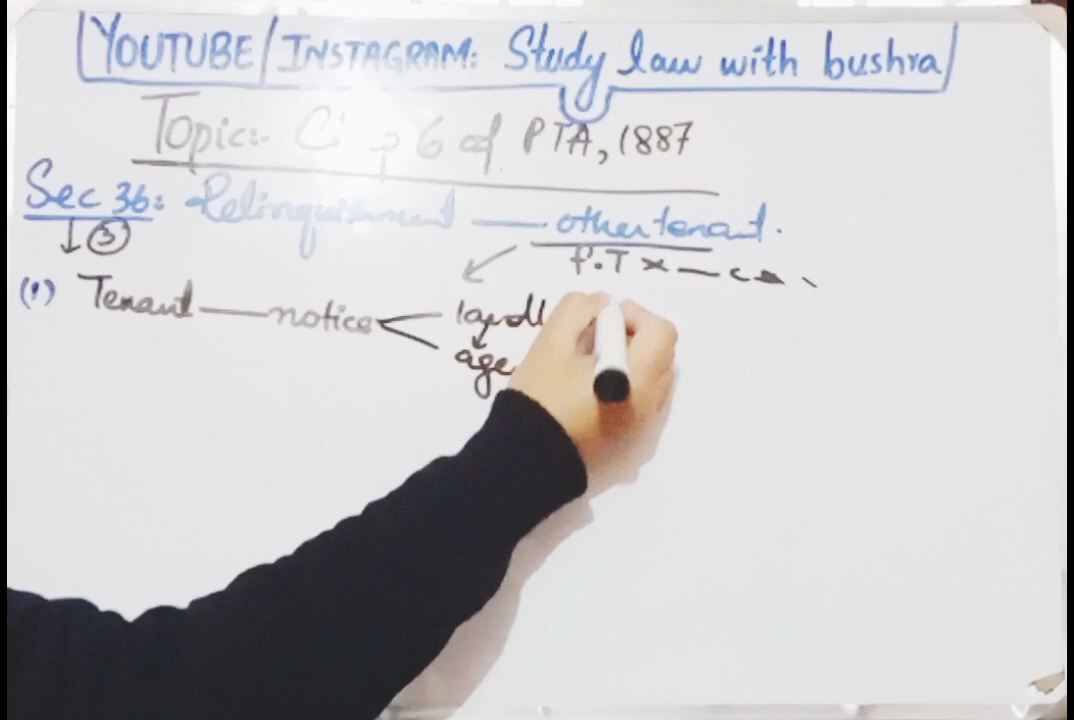 YOUTUBE/INSTAGRAM: Study law with bushra
Topic:- 6 of PTA, 1887
Sec 36: Relinquishment — other tenant.
↓ (3)
(1) Tenant — notice
age